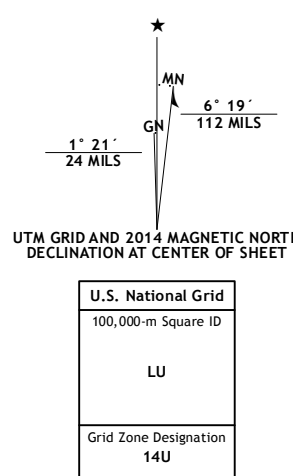 ★
MN
GN
6° 19´
112 MILS
1° 21´
24 MILS
UTM GRID AND 2014 MAGNETIC NORT
DECLINATION AT CENTER OF SHEET
U.S. National Grid
100,000-m Square ID
LU
Grid Zone Designation
14U